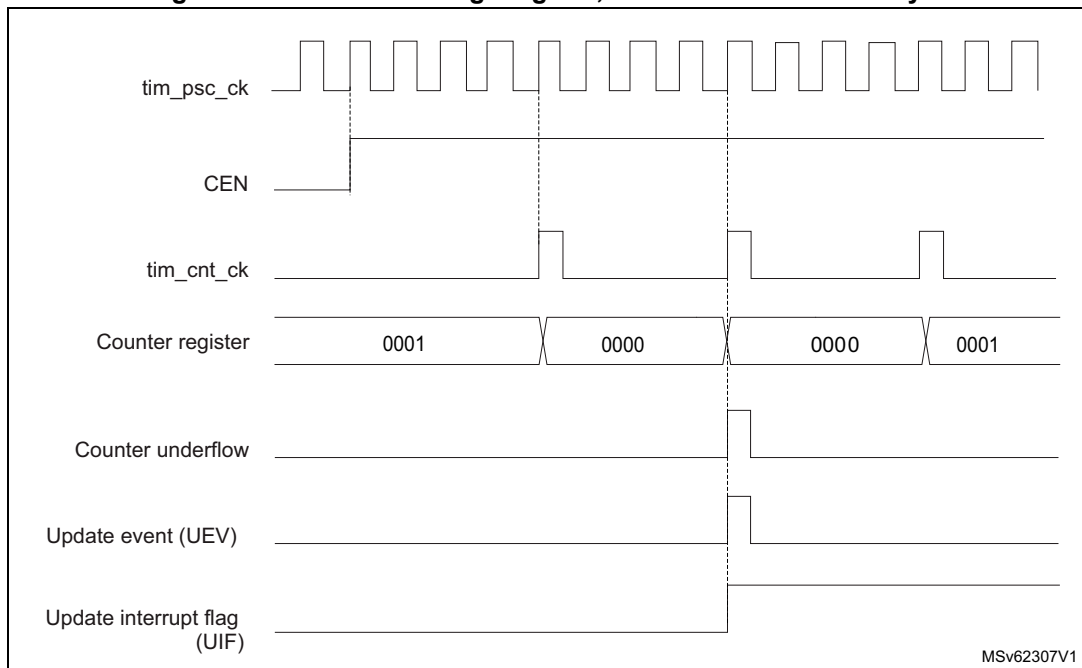 tim_psc_ck
CEN
tim_cnt_ck
Counter register
0001
0000
0000
0001
Counter underflow
Update event (UEV)
Update interrupt flag
(UIF)
MSv62307V1